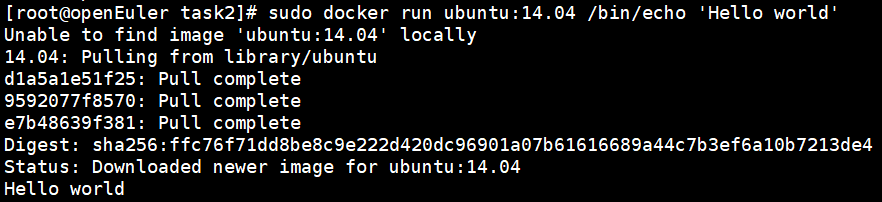 [root@openEuler task2]# sudo docker run ubuntu:14.04 /bin/echo 'Hello world'
Unable to find image 'ubuntu:14.04' locally
14.04: Pulling from library/ubuntu
d1a5a1e51f25: Pull complete
9592077f8570: Pull complete
e7b48639f381: Pull complete
Digest: sha256:ffc76f71dd8be8c9e222d420dc96901a07b61616689a44c7b3ef6a10b7213de4
Status: Downloaded newer image for ubuntu:14.04
Hello world